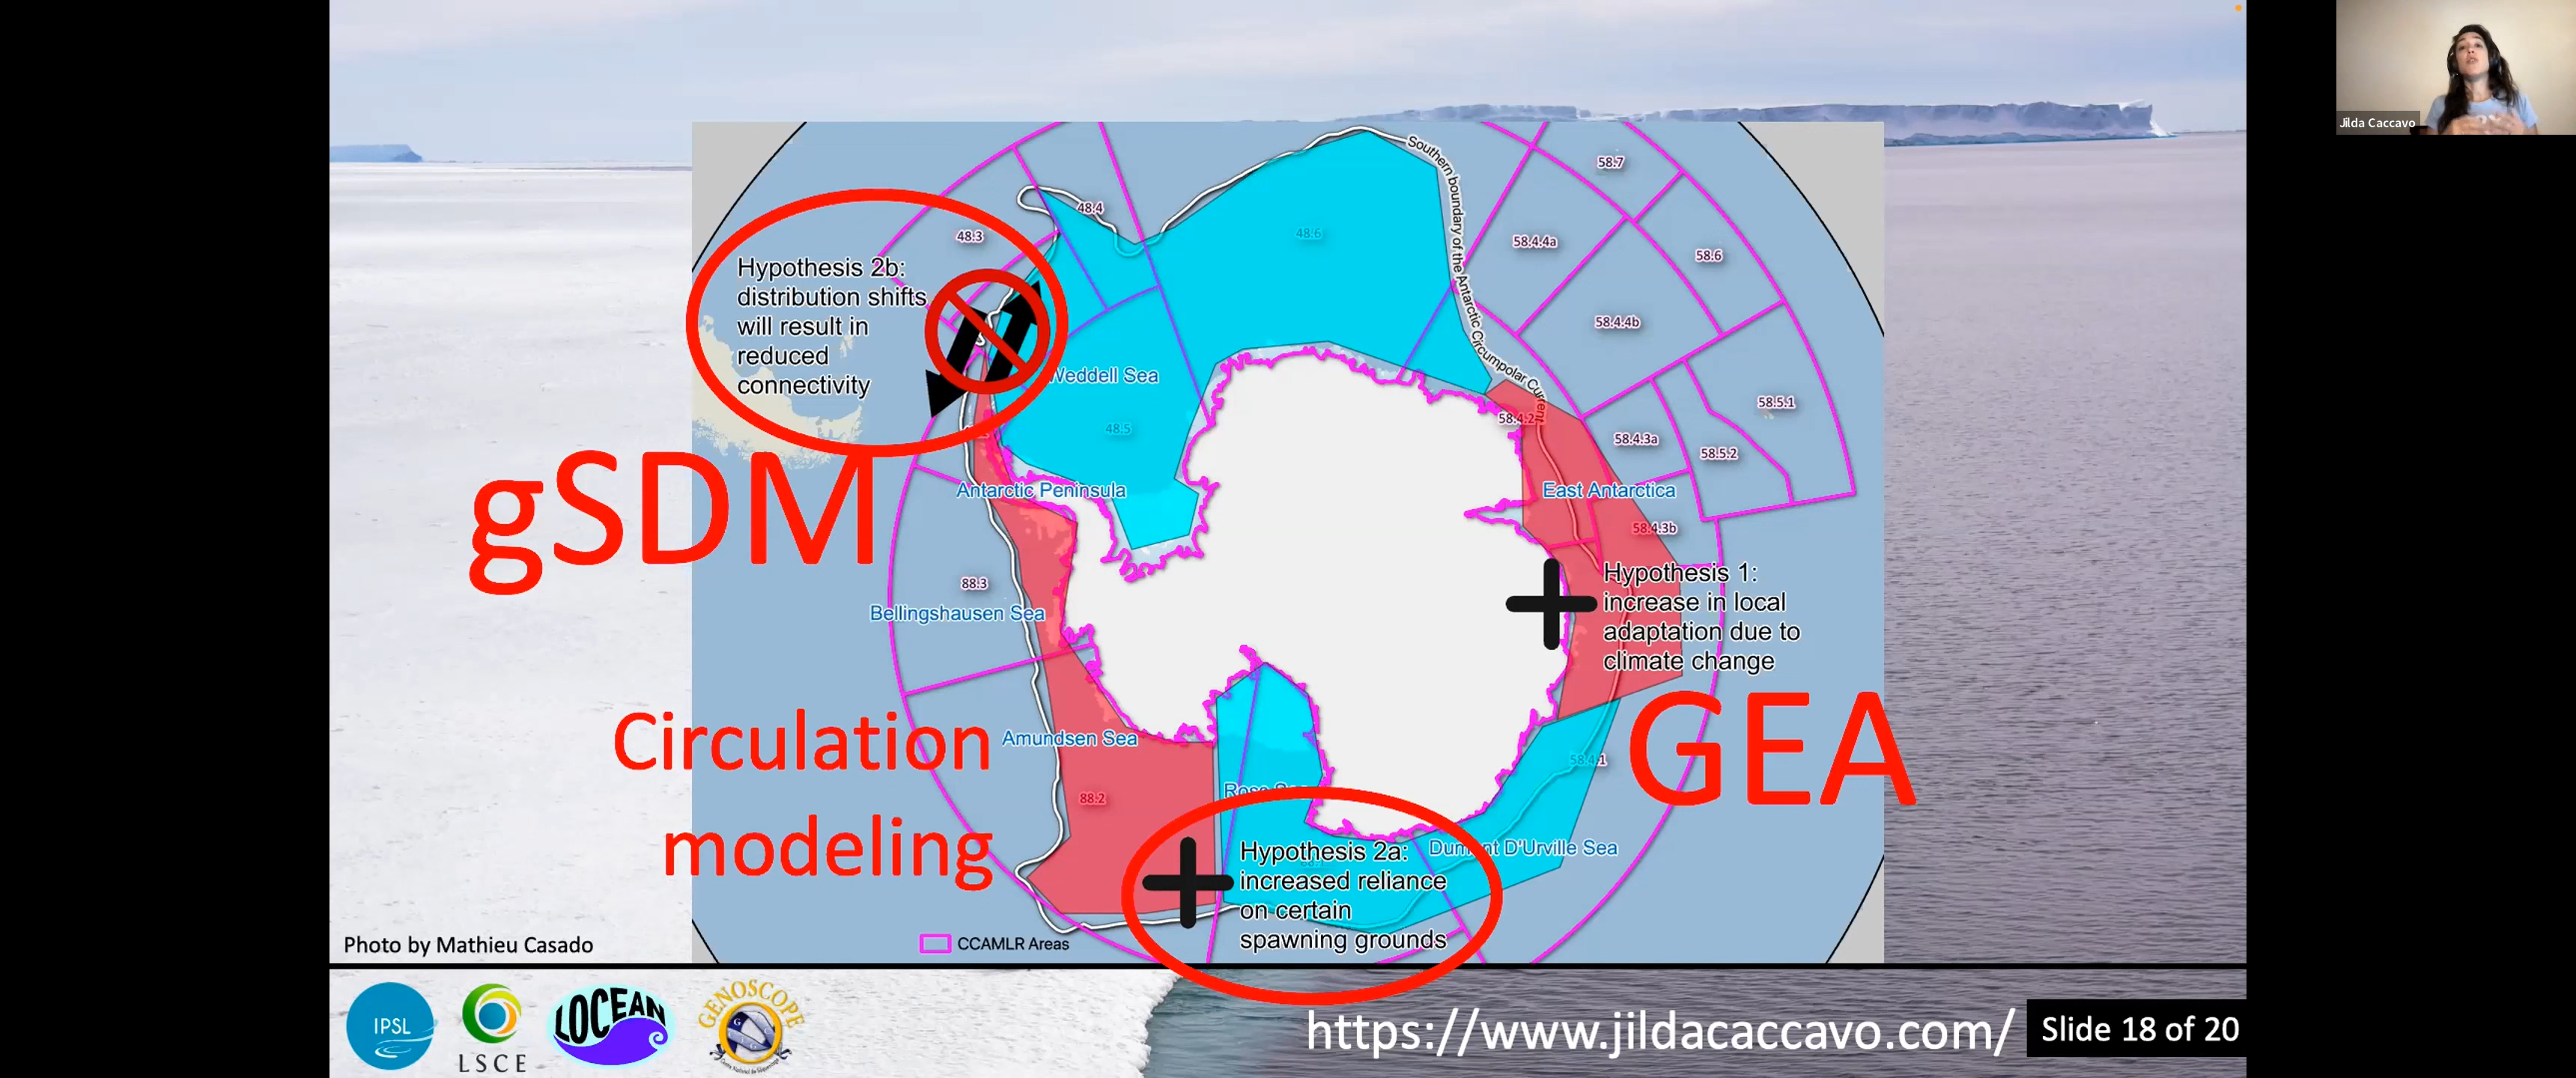 Jilda Caccavo
Southern boundary of the Antarctic Circumpolar Current
58.7
48.4
48.3
48.6
58.4.4a
58.6
Hypothesis 2b:
distribution shifts
will result in
reduced
connectivity
58.4.4b
Weddell Sea
58.5.1
58.4.2
48.5
58.4.3a
58.5.2
gSDM
Antarctic Peninsula
East Antarctica
58.4.3b
88.3
Bellingshausen Sea
Hypothesis 1:
increase in local
adaptation due to
climate change
Circulation
modeling
Amundsen Sea
GEA
58.4.1
88.2
Hypothesis 2a:
increased reliance
on certain
spawning grounds
Dumont D'Urville Sea
Photo by Mathieu Casado
CCAMLR Areas
IPSL
LSCE
LOCEAN
GENOSCOPE
https://www.jildacaccavo.com/
Slide 18 of 20